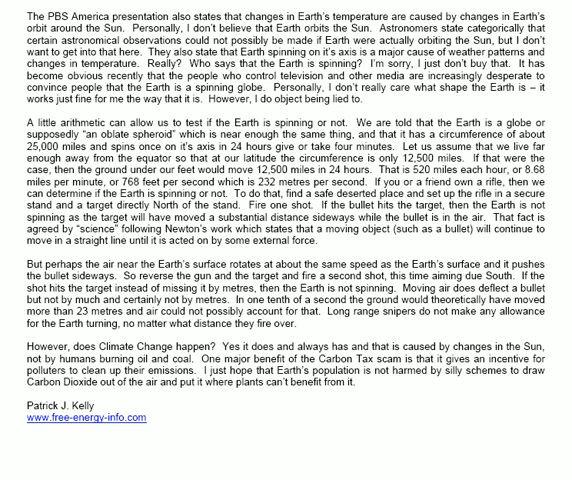 The PBS America presentation also states that changes in Earth's temperature are caused by changes in Earth's
orbit around the Sun. Personally, I don't believe that Earth orbits the Sun. Astronomers state categorically that
certain astronomical observations could not possibly be made if Earth were actually orbiting the Sun, but I don't
want to get into that here. They also state that Earth spinning on it's axis is a major cause of weather patterns and
changes in temperature. Really? Who says that the Earth is spinning? I'm sorry, I just don't buy that. It has
become obvious recently that the people who control television and other media are increasingly desperate to
convince people that the Earth is a spinning globe. Personally, I don't really care what shape the Earth is – it
works just fine for me the way that it is. However, I do object being lied to.
A little arithmetic can allow us to test if the Earth is spinning or not. We are told that the Earth is a globe or
supposedly "an oblate spheroid" which is near enough the same thing, and that it has a circumference of about
25,000 miles and spins once on it's axis in 24 hours give or take four minutes. Let us assume that we live far
enough away from the equator so that at our latitude the circumference is only 12,500 miles. If that were the
case, then the ground under our feet would move 12,500 miles in 24 hours. That is 520 miles each hour, or 8.68
miles per minute, or 768 feet per second which is 232 metres per second. If you or a friend own a rifle, then we
can determine if the Earth is spinning or not. To do that, find a safe deserted place and set up the rifle in a secure
stand and a target directly North of the stand. Fire one shot. If the bullet hits the target, then the Earth is not
spinning as the target will have moved a substantial distance sideways while the bullet is in the air. That fact is
agreed by "science" following Newton's work which states that a moving object (such as a bullet) will continue to
move in a straight line until it is acted on by some external force.
But perhaps the air near the Earth's surface rotates at about the same speed as the Earth's surface and it pushes
the bullet sideways. So reverse the gun and the target and fire a second shot, this time aiming due South. If the
shot hits the target instead of missing it by metres, then the Earth is not spinning. Moving air does deflect a bullet
but not by much and certainly not by metres. In one tenth of a second the ground would theoretically have moved
more than 23 metres and air could not possibly account for that. Long range snipers do not make any allowance
for the Earth turning, no matter what distance they fire over.
However, does Climate Change happen? Yes it does and always has and that is caused by changes in the Sun,
not by humans burning oil and coal. One major benefit of the Carbon Tax scam is that it gives an incentive for
polluters to clean up their emissions. I just hope that Earth's population is not harmed by silly schemes to draw
Carbon Dioxide out of the air and put it where plants can't benefit from it.
Patrick J. Kelly
www.free-energy-info.com